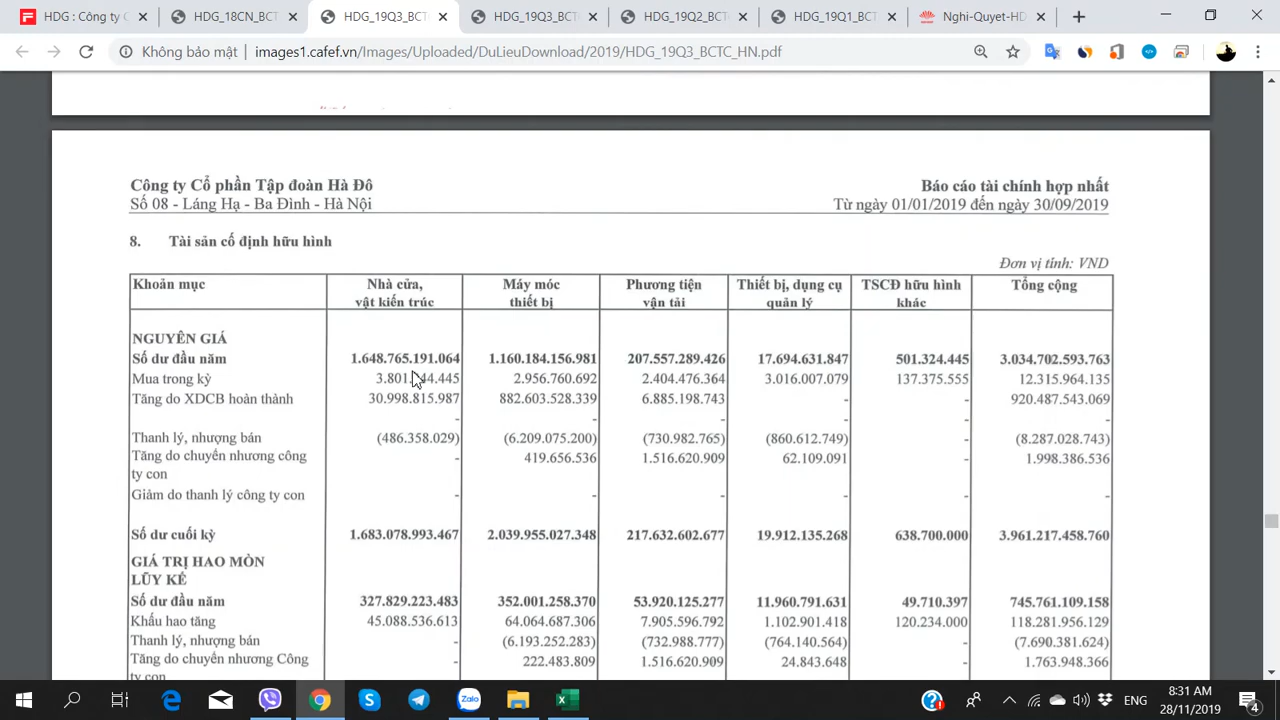 HDG : Công ty C
HDG_18CN_BCT
HDG_19Q3_BCTC
HDG_19Q3_BCTC
HDG_19Q2_BCTC
HDG_19Q1_BCTC
Nghi-Quyet-HD
Không bảo mật | images1.cafef.vn/Images/Uploaded/DuLieuDownload/2019/HDG_19Q3_BCTC_HN.pdf
Công ty Cổ phần Tập đoàn Hà Đô Báo cáo tài chính hợp nhất
Số 08 - Láng Hạ - Ba Đình - Hà Nội Từ ngày 01/01/2019 đến ngày 30/09/2019
8. Tài sản cố định hữu hình
Đơn vị tính: VND
Khoản mục Nhà cửa, Máy móc Phương tiện Thiết bị, dụng cụ TSCĐ hữu hình Tổng cộng
vật kiến trúc thiết bị vận tải quản lý khác
NGUYÊN GIÁ
Số dư đầu năm 1.648.765.191.064 1.160.184.156.981 207.557.289.426 17.694.631.847 501.324.445 3.034.702.593.763
Mua trong kỳ 2.956.760.692 2.404.476.364 3.016.007.079 137.375.555 12.315.964.135
Tăng do XDCB hoàn thành 30.998.815.987 882.603.528.339 6.885.198.743 - - 920.487.543.069
- - - - - -
Thanh lý, nhượng bán (486.358.029) (6.209.075.200) (730.982.765) (860.612.749) - (8.287.028.743)
Tăng do chuyển nhương công - 419.656.536 1.516.620.909 62.109.091 - 1.998.386.536
ty con
Giảm do thanh lý công ty con - - - - - -
Số dư cuối kỳ 1.683.078.993.467 2.039.955.027.348 217.632.602.677 19.912.135.268 638.700.000 3.961.217.458.760
GIÁ TRỊ HAO MÒN
LŨY KẾ
Số dư đầu năm 327.829.223.483 352.001.258.370 53.920.125.277 11.960.791.631 49.710.397 745.761.109.158
Khấu hao tăng 45.088.536.613 64.064.687.306 7.905.596.792 1.102.901.418 120.234.000 118.281.956.129
Thanh lý, nhượng bán - (6.193.252.283) (732.988.777) (764.140.564) - (7.690.381.624)
Tăng do chuyển nhương Công - 222.483.809 1.516.620.909 24.843.648 - 1.763.948.366
ty con
Zalo
ENG
8:31 AM
28/11/2019
4